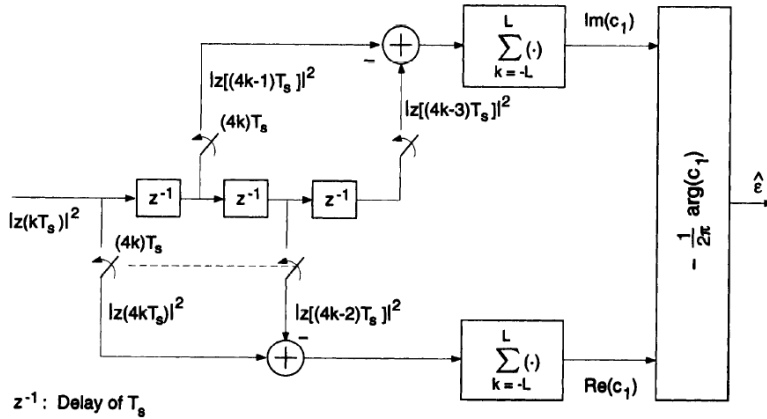 L
∑ (·)
k = -L
Im(c₁)
−
+
|z[(4k-1)Tₛ]|²
(4k)Tₛ
|z[(4k-3)Tₛ]|²
z⁻¹
z⁻¹
z⁻¹
|z(kTₛ)|²
(4k)Tₛ
− 1/2π arg(c₁)
ε̂
|z(4kTₛ)|²
|z[(4k-2)Tₛ]|²
−
+
L
∑ (·)
k = -L
Re(c₁)
z⁻¹ : Delay of Tₛ